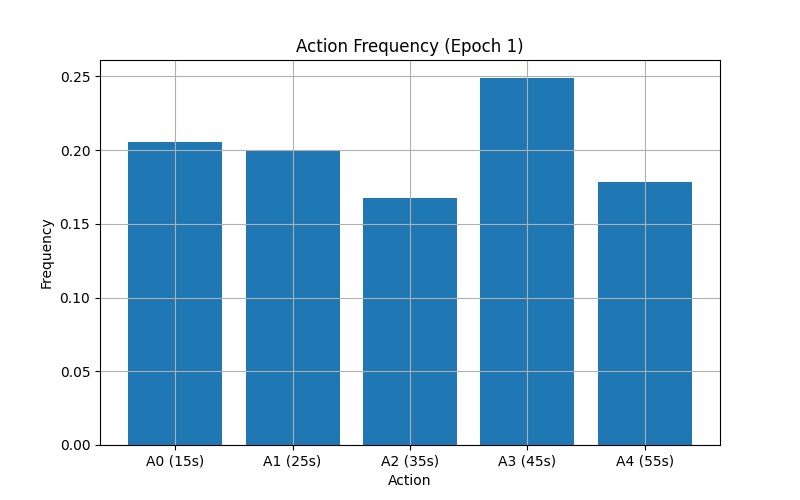 Action Frequency (Epoch 1)
Frequency
0.25
0.20
0.15
0.10
0.05
0.00
A0 (15s) A1 (25s) A2 (35s) A3 (45s) A4 (55s)
Action